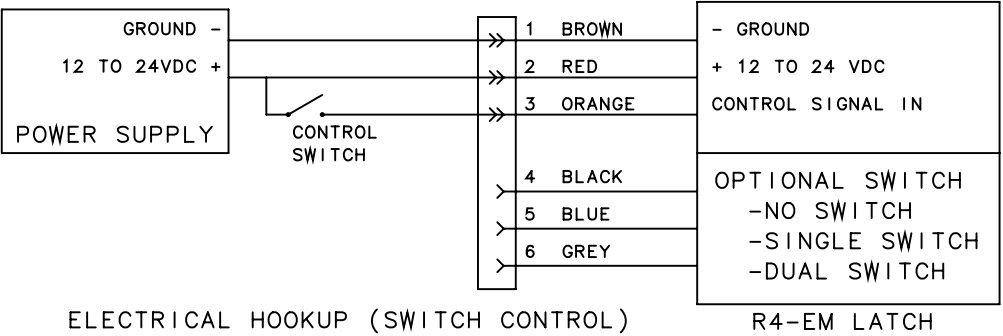 GROUND -
12 TO 24VDC +
POWER SUPPLY
CONTROL
SWITCH
1 BROWN
2 RED
3 ORANGE
4 BLACK
5 BLUE
6 GREY
- GROUND
+ 12 TO 24 VDC
CONTROL SIGNAL IN
OPTIONAL SWITCH
-NO SWITCH
-SINGLE SWITCH
-DUAL SWITCH
ELECTRICAL HOOKUP (SWITCH CONTROL)
R4-EM LATCH